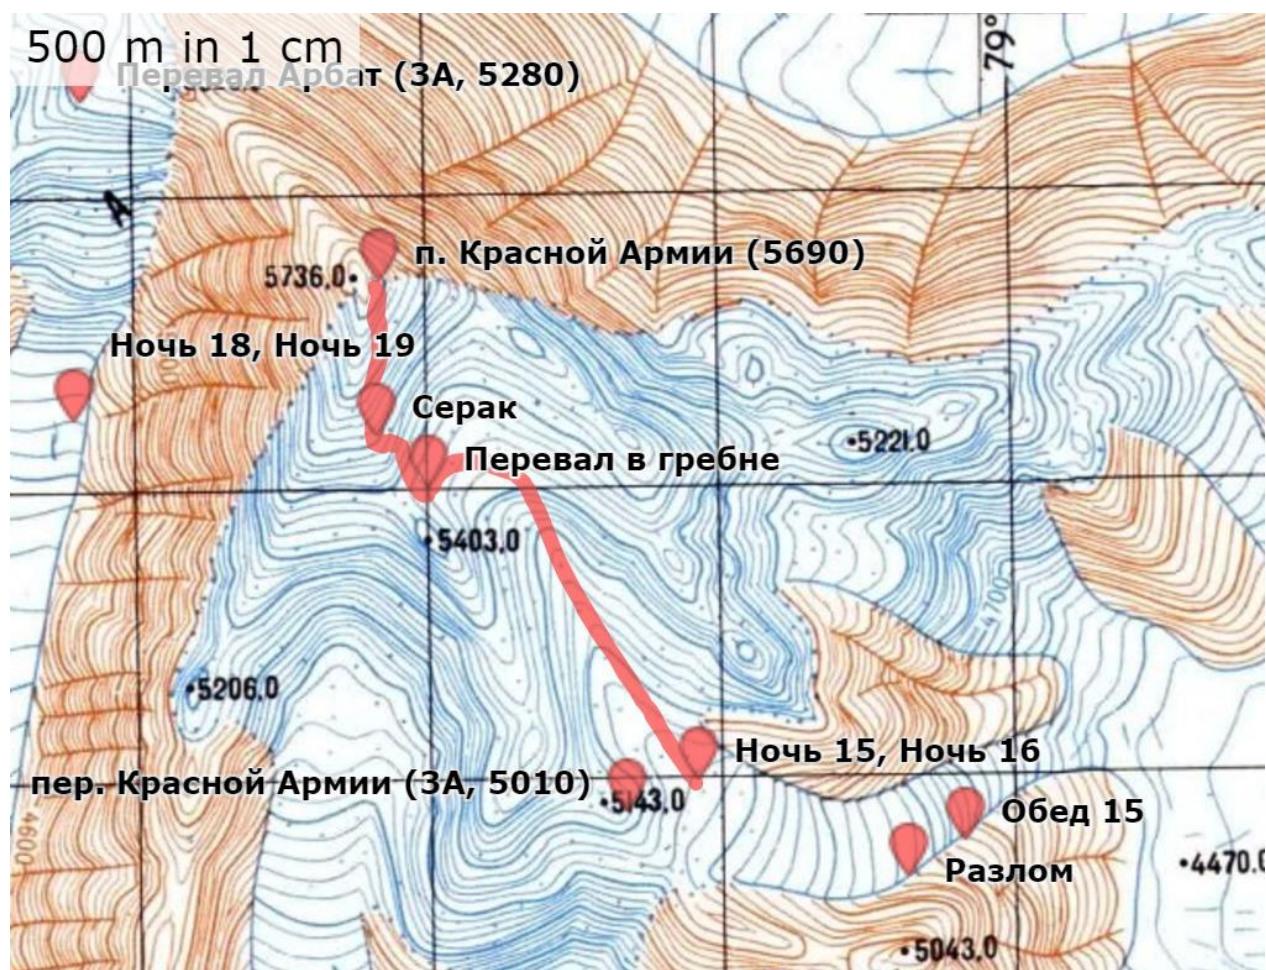 500 m in 1 cm
Перевал Арбат (3А, 5280)
79°
А
п. Красной Армии (5690)
5736,0
Ночь 18, Ночь 19
Серак
Перевал в гребне
5221.0
5403,0
4700
5206,0
Ночь 15, Ночь 16
пер. Красной Армии (3А, 5010)
5143,0
Обед 15
4600
Разлом
4470.0
5043.0